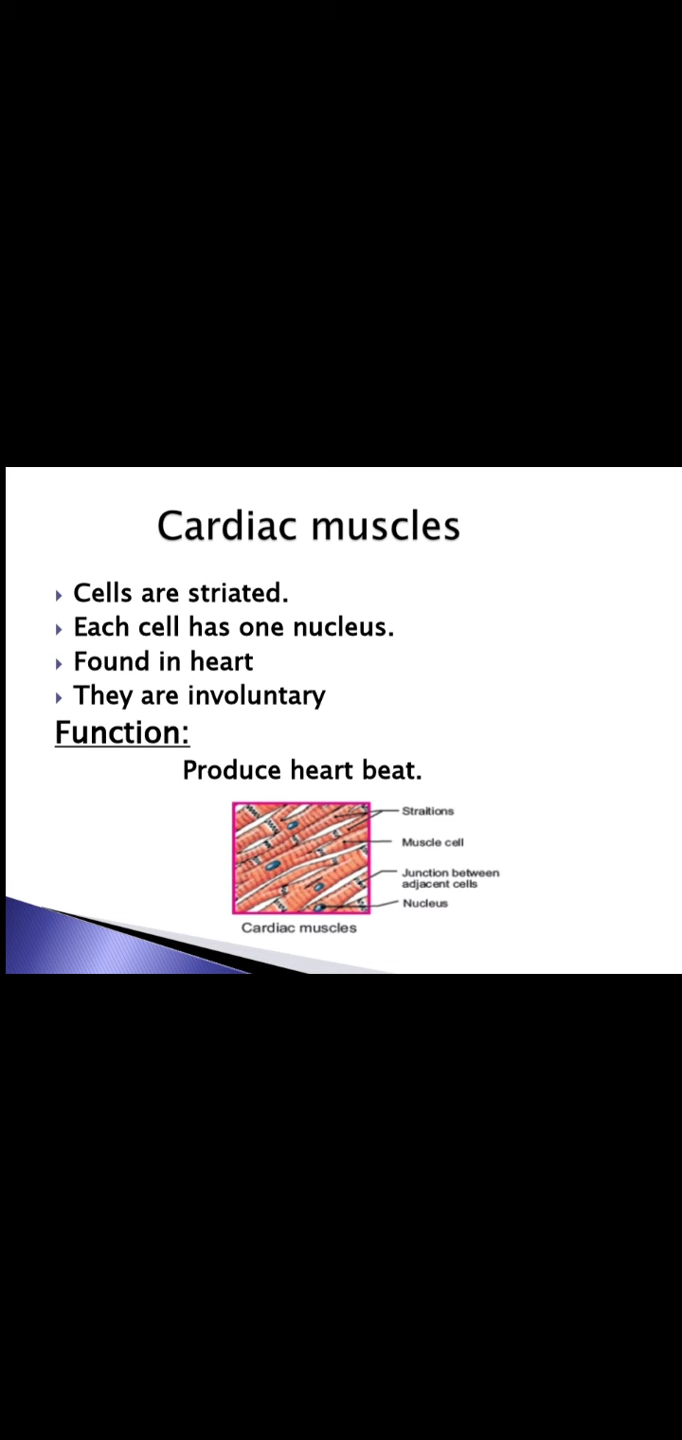 Cardiac muscles
Cells are striated.
Each cell has one nucleus.
Found in heart
They are involuntary
Function:
Produce heart beat.
Straitions
Muscle cell
Junction between
adjacent cells
Nucleus
Cardiac muscles